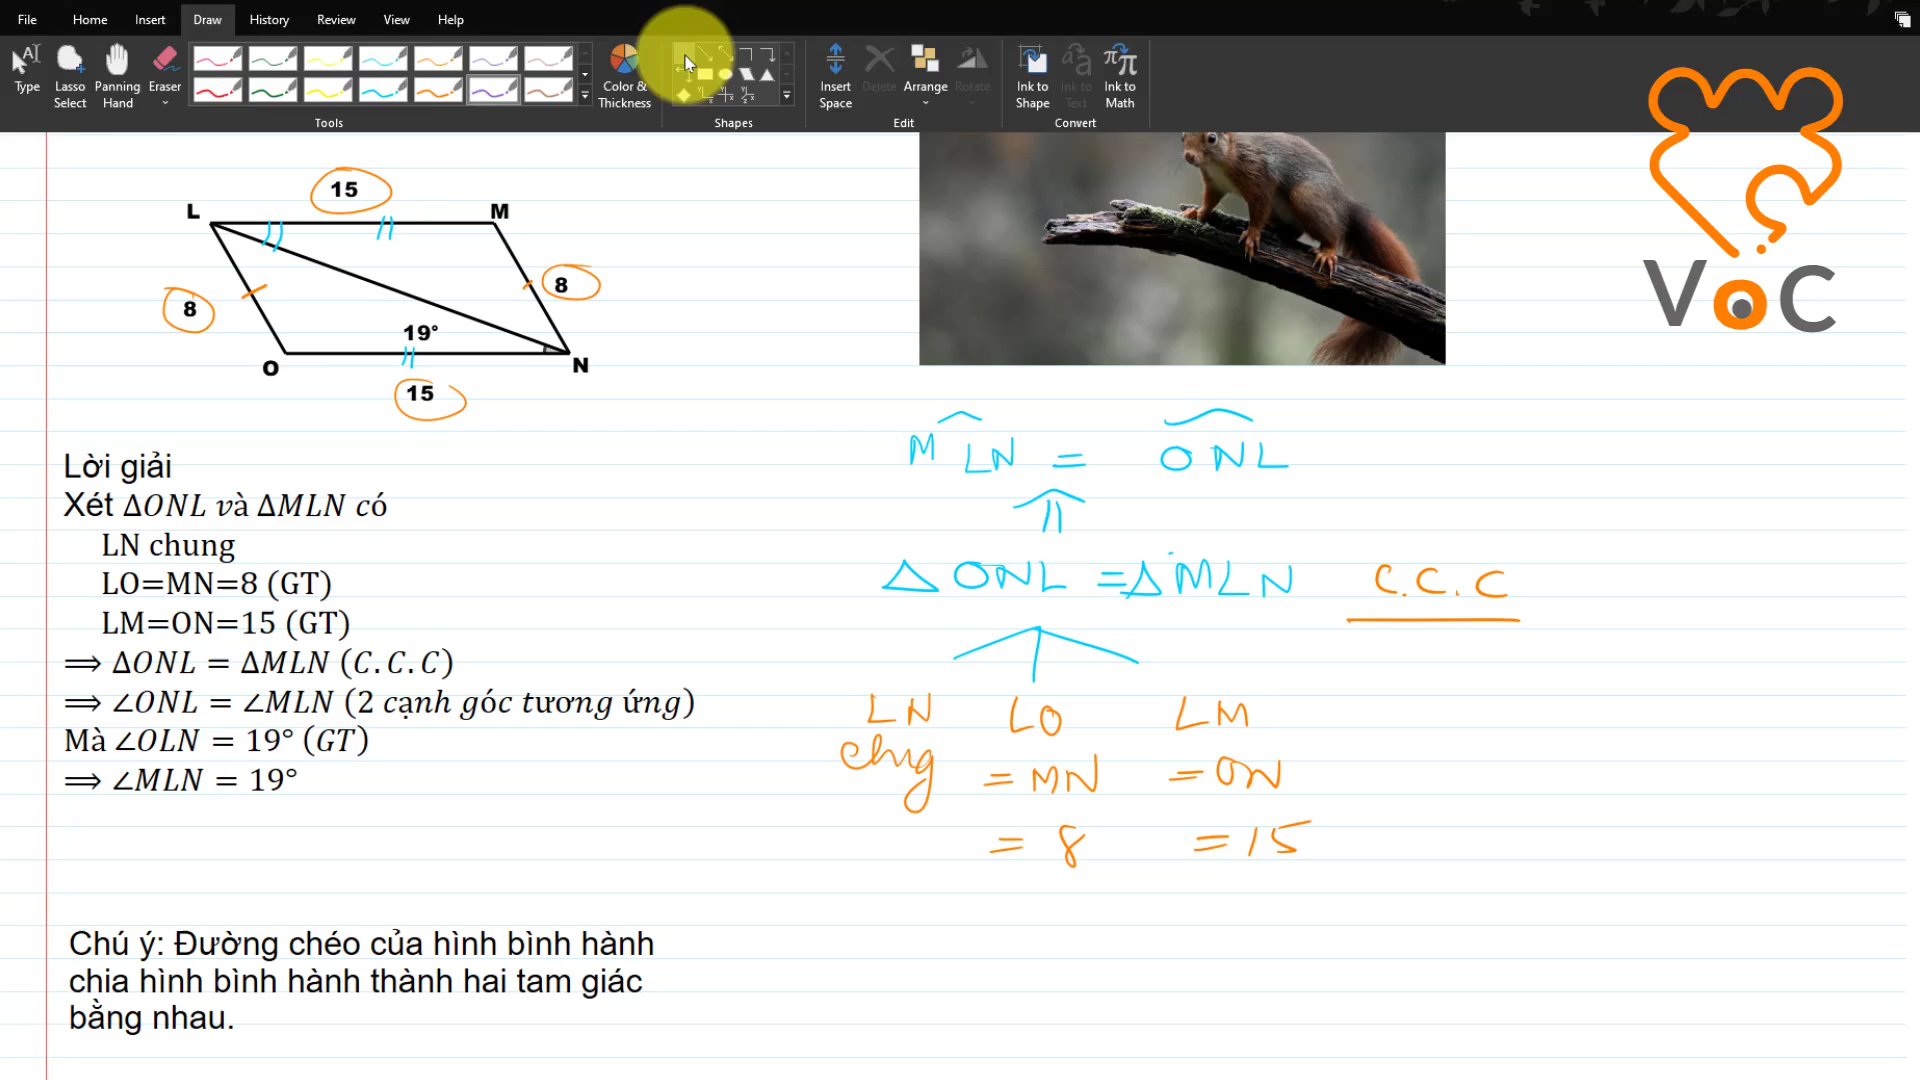 File Home Insert Draw History Review View Help
Type
Lasso Select
Panning Hand
Eraser
Color & Thickness
Insert Space
Delete
Arrange
Rotate
Ink to Shape
Ink to Text
Ink to Math
Tools
Shapes
Edit
Convert
VoC
15
L
M
8
8
19°
O
N
15
Lời giải
Xét ΔONL và ΔMLN có
LN chung
LO=MN=8 (GT)
LM=ON=15 (GT)
⟹ ΔONL = ΔMLN (C.C.C)
⟹ ∠ONL = ∠MLN (2 cạnh góc tương ứng)
Mà ∠OLN = 19° (GT)
⟹ ∠MLN = 19°
Chú ý: Đường chéo của hình bình hành
chia hình bình hành thành hai tam giác
bằng nhau.
MLN = ONL
Δ ONL = Δ MLN C.C.C
LN LO LM
chg = MN = ON
= 8 = 15